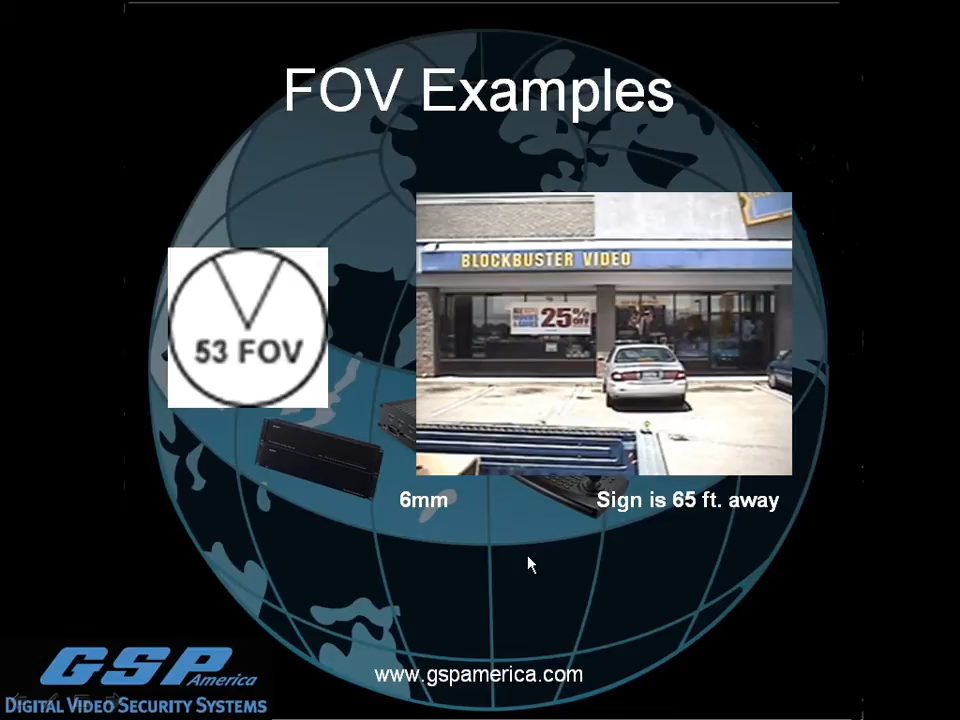 FOV Examples
BLOCKBUSTER VIDEO
25% OFF
53 FOV
6mm
Sign is 65 ft. away
www.gspamerica.com
GSP America
DIGITAL VIDEO SECURITY SYSTEMS